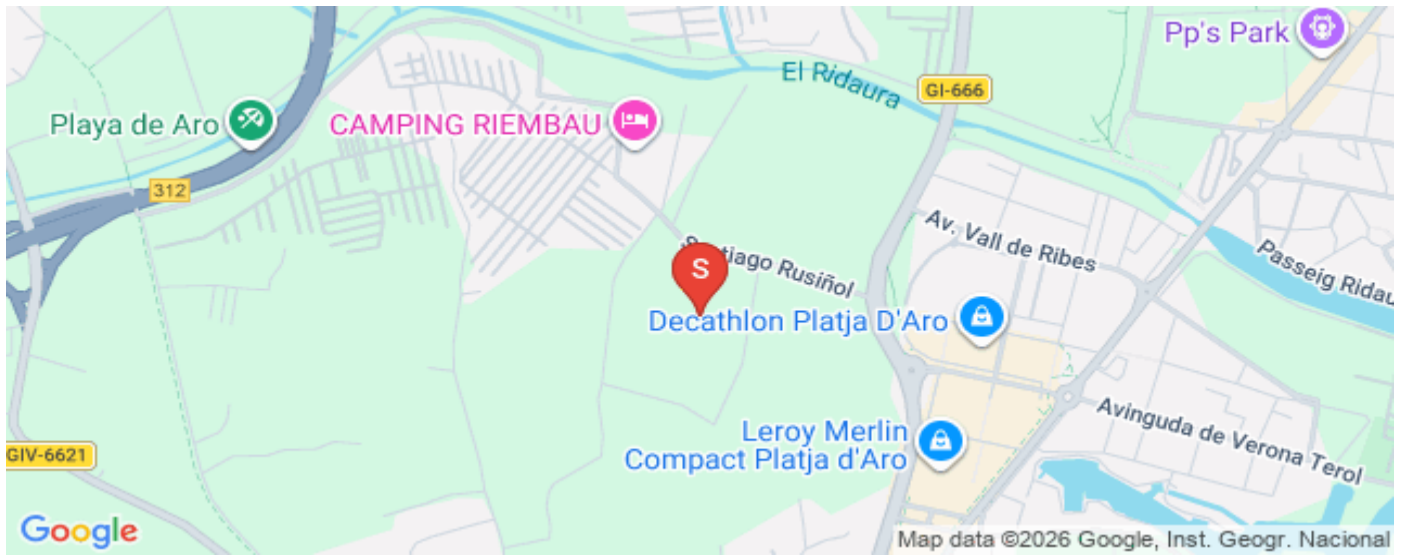 Pp's Park
El Ridaura
GI-666
Playa de Aro
CAMPING RIEMBAU
312
Av. Vall de Ribes
Passeig Ridau
S
tiago Rusiñol
Decathlon Platja D'Aro
Avinguda de Verona Terol
Leroy Merlin
Compact Platja d'Aro
GIV-6621
Google
Map data ©2026 Google, Inst. Geogr. Nacional